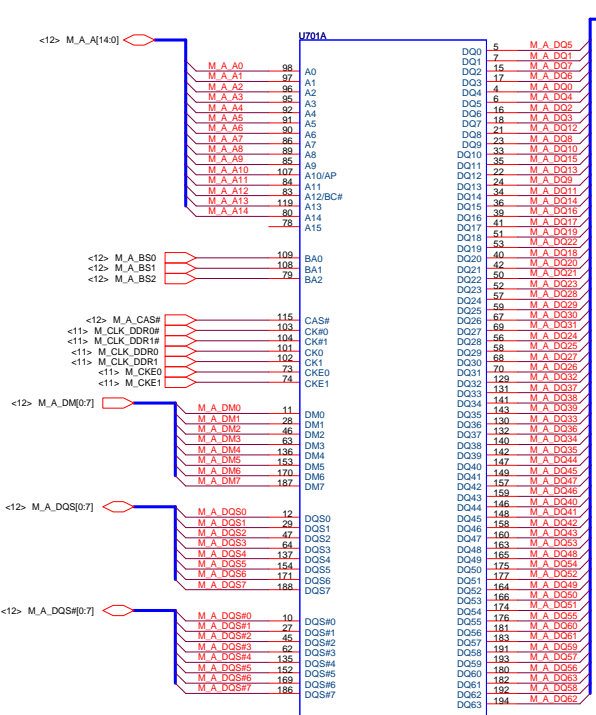 U701A
<12> M_A_A[14:0]
M_A_A0 98 A0
M_A_A1 97 A1
M_A_A2 96 A2
M_A_A3 95 A3
M_A_A4 92 A4
M_A_A5 91 A5
M_A_A6 90 A6
M_A_A7 86 A7
M_A_A8 89 A8
M_A_A9 85 A9
M_A_A10 107 A10/AP
M_A_A11 84 A11
M_A_A12 83 A12/BC#
M_A_A13 119 A13
M_A_A14 80 A14
78 A15
<12> M_A_BS0 109 BA0
<12> M_A_BS1 108 BA1
<12> M_A_BS2 79 BA2
<12> M_A_CAS# 115 CAS#
<11> M_CLK_DDR0# 103 CK#0
<11> M_CLK_DDR1# 104 CK#1
<11> M_CLK_DDR0 101 CK0
<11> M_CLK_DDR1 102 CK1
<11> M_CKE0 73 CKE0
<11> M_CKE1 74 CKE1
<12> M_A_DM[0:7]
M_A_DM0 11 DM0
M_A_DM1 28 DM1
M_A_DM2 46 DM2
M_A_DM3 63 DM3
M_A_DM4 136 DM4
M_A_DM5 153 DM5
M_A_DM6 170 DM6
M_A_DM7 187 DM7
<12> M_A_DQS[0:7]
M_A_DQS0 12 DQS0
M_A_DQS1 29 DQS1
M_A_DQS2 47 DQS2
M_A_DQS3 64 DQS3
M_A_DQS4 137 DQS4
M_A_DQS5 154 DQS5
M_A_DQS6 171 DQS6
M_A_DQS7 188 DQS7
<12> M_A_DQS#[0:7]
M_A_DQS#0 10 DQS#0
M_A_DQS#1 27 DQS#1
M_A_DQS#2 45 DQS#2
M_A_DQS#3 62 DQS#3
M_A_DQS#4 135 DQS#4
M_A_DQS#5 152 DQS#5
M_A_DQS#6 169 DQS#6
M_A_DQS#7 186 DQS#7
DQ0 5 M_A_DQ5
DQ1 7 M_A_DQ1
DQ2 15 M_A_DQ7
DQ3 17 M_A_DQ6
DQ4 4 M_A_DQ0
DQ5 6 M_A_DQ4
DQ6 16 M_A_DQ2
DQ7 18 M_A_DQ3
DQ8 21 M_A_DQ12
DQ9 23 M_A_DQ8
DQ10 33 M_A_DQ10
DQ11 35 M_A_DQ15
DQ12 22 M_A_DQ13
DQ13 24 M_A_DQ9
DQ14 34 M_A_DQ11
DQ15 36 M_A_DQ14
DQ16 39 M_A_DQ16
DQ17 41 M_A_DQ17
DQ18 51 M_A_DQ19
DQ19 53 M_A_DQ22
DQ20 40 M_A_DQ18
DQ21 42 M_A_DQ20
DQ22 50 M_A_DQ21
DQ23 52 M_A_DQ23
DQ24 57 M_A_DQ28
DQ25 59 M_A_DQ29
DQ26 67 M_A_DQ30
DQ27 69 M_A_DQ31
DQ28 56 M_A_DQ24
DQ29 58 M_A_DQ25
DQ30 68 M_A_DQ27
DQ31 70 M_A_DQ26
DQ32 129 M_A_DQ32
DQ33 131 M_A_DQ37
DQ34 141 M_A_DQ38
DQ35 143 M_A_DQ39
DQ36 130 M_A_DQ33
DQ37 132 M_A_DQ36
DQ38 140 M_A_DQ34
DQ39 142 M_A_DQ35
DQ40 147 M_A_DQ44
DQ41 149 M_A_DQ45
DQ42 157 M_A_DQ47
DQ43 159 M_A_DQ46
DQ44 146 M_A_DQ40
DQ45 148 M_A_DQ41
DQ46 158 M_A_DQ42
DQ47 160 M_A_DQ43
DQ48 163 M_A_DQ53
DQ49 165 M_A_DQ48
DQ50 175 M_A_DQ54
DQ51 177 M_A_DQ52
DQ52 164 M_A_DQ49
DQ53 166 M_A_DQ50
DQ54 174 M_A_DQ51
DQ55 176 M_A_DQ55
DQ56 181 M_A_DQ60
DQ57 183 M_A_DQ61
DQ58 191 M_A_DQ59
DQ59 193 M_A_DQ57
DQ60 180 M_A_DQ56
DQ61 182 M_A_DQ63
DQ62 192 M_A_DQ58
DQ63 194 M_A_DQ62